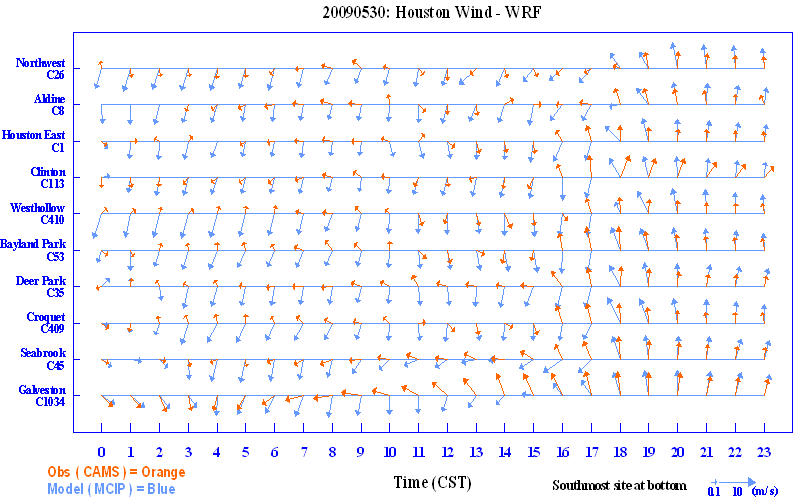 20090530: Houston Wind - WRF
Northwest
C26
Aldine
C8
Houston East
C1
Clinton
C113
Westhollow
C410
Bayland Park
C53
Deer Park
C35
Croquet
C409
Seabrook
C45
Galveston
C1034
0 1 2 3 4 5 6 7 8 9 10 11 12 13 14 15 16 17 18 19 20 21 22 23
Obs ( CAMS ) = Orange
Model ( MCIP ) = Blue
Time (CST)
Southmost site at bottom
0.1 10 (m/s)